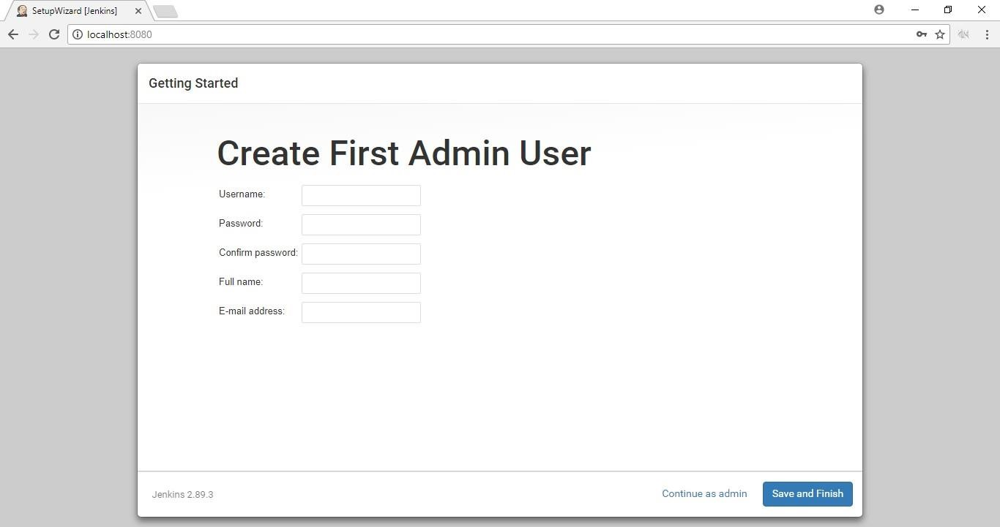 SetupWizard [Jenkins]
localhost:8080
Getting Started
Create First Admin User
Username:
Password:
Confirm password:
Full name:
E-mail address:
Jenkins 2.89.3
Continue as admin
Save and Finish